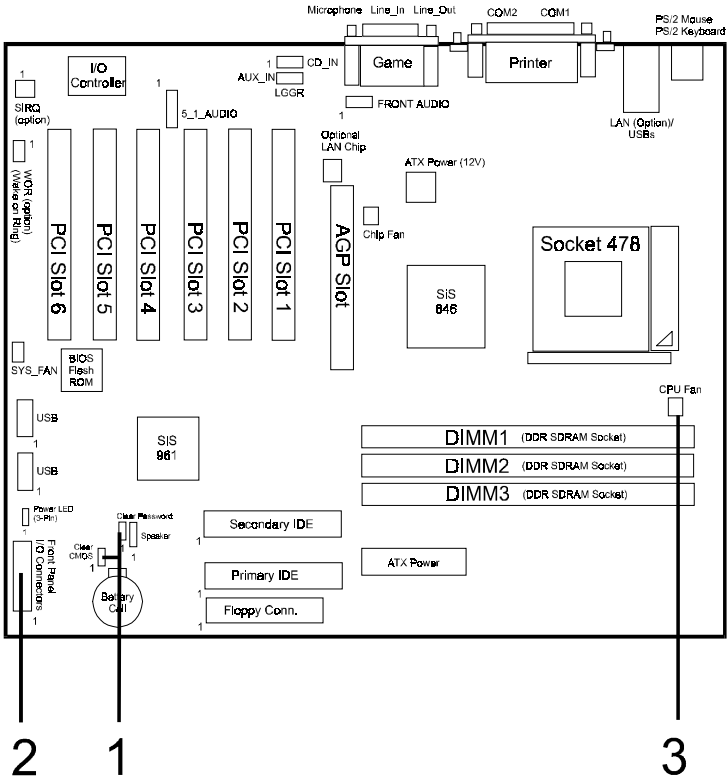 Microphone Line_In Line_Out
COM2 COM1
PS/2 Mouse
PS/2 Keyboard
1
SIRQ
(option)
I/O
Controller
1
CD_IN
AUX_IN
LGGR
Game
Printer
1
5_1_AUDIO
1
FRONT AUDIO
LAN (Option)/
USBs
1
WOR (option)
(Wake on Ring)
Optional
LAN Chip
ATX Power (12V)
Chip Fan
PCI Slot 6
PCI Slot 5
PCI Slot 4
PCI Slot 3
PCI Slot 2
PCI Slot 1
AGP Slot
Socket 478
SiS
645
SYS_FAN
BIOS
Flash
ROM
CPU Fan
USB
1
SIS
961
DIMM1 (DDR SDRAM Socket)
USB
1
DIMM2 (DDR SDRAM Socket)
DIMM3 (DDR SDRAM Socket)
Power LED
(3-Pin)
1
Clear Password
1
Speaker
1
Secondary IDE
1
Clear
CMOS
1
Front Panel
I/O Connectors
1
ATX Power
Primary IDE
1
Battery
Cell
Floppy Conn.
1
2
1
3